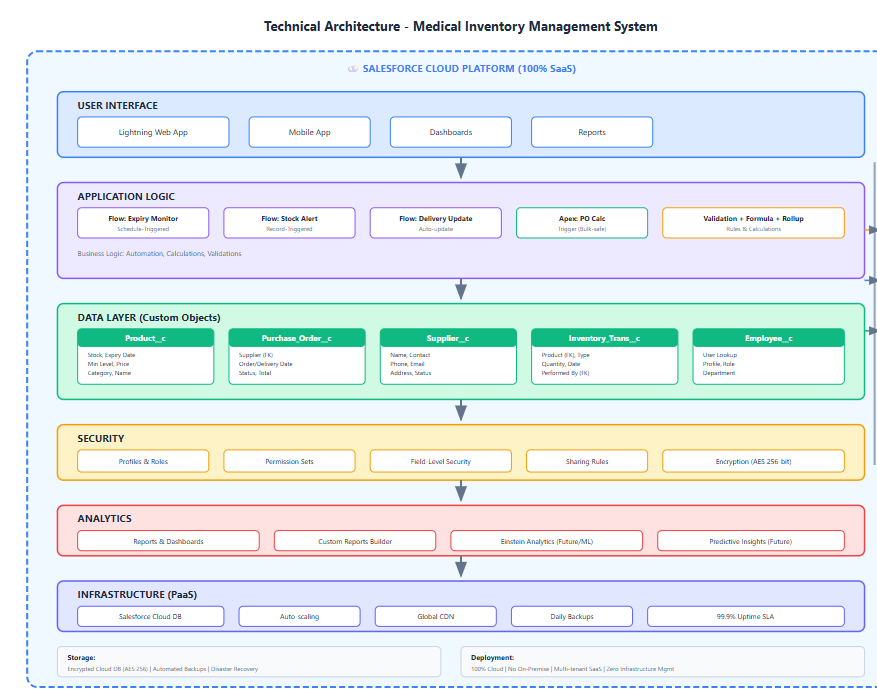 Technical Architecture - Medical Inventory Management System
SALESFORCE CLOUD PLATFORM (100% SaaS)
USER INTERFACE
Lightning Web App
Mobile App
Dashboards
Reports
APPLICATION LOGIC
Flow: Expiry Monitor
Schedule-Triggered
Flow: Stock Alert
Record-Triggered
Flow: Delivery Update
Auto-update
Apex: PO Calc
Trigger (Bulk-safe)
Validation + Formula + Rollup
Rules & Calculations
Business Logic: Automation, Calculations, Validations
DATA LAYER (Custom Objects)
Product__c
Stock, Expiry Date
Min Level, Price
Category, Name
Purchase_Order__c
Supplier (FK)
Order/Delivery Date
Status, Total
Supplier__c
Name, Contact
Phone, Email
Address, Status
Inventory_Trans__c
Product (FK), Type
Quantity, Date
Performed By (FK)
Employee__c
User Lookup
Profile, Role
Department
SECURITY
Profiles & Roles
Permission Sets
Field-Level Security
Sharing Rules
Encryption (AES 256-bit)
ANALYTICS
Reports & Dashboards
Custom Reports Builder
Einstein Analytics (Future/ML)
Predictive Insights (Future)
INFRASTRUCTURE (PaaS)
Salesforce Cloud DB
Auto-scaling
Global CDN
Daily Backups
99.9% Uptime SLA
Storage:
Encrypted Cloud DB (AES 256) | Automated Backups | Disaster Recovery
Deployment:
100% Cloud | No On-Premise | Multi-tenant SaaS | Zero Infrastructure Mgmt